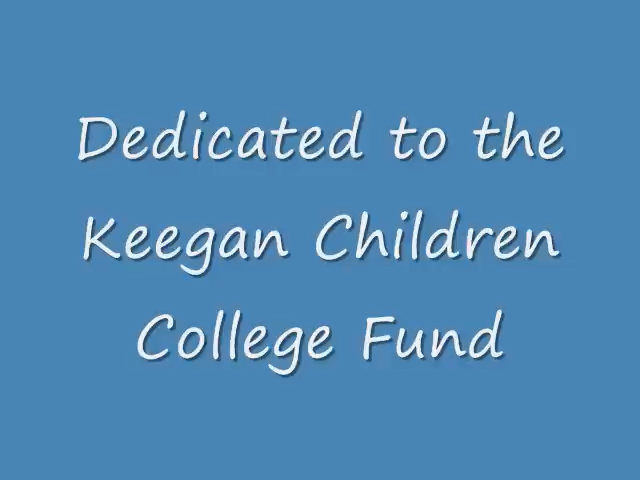 Dedicated to the
Keegan Children
College Fund